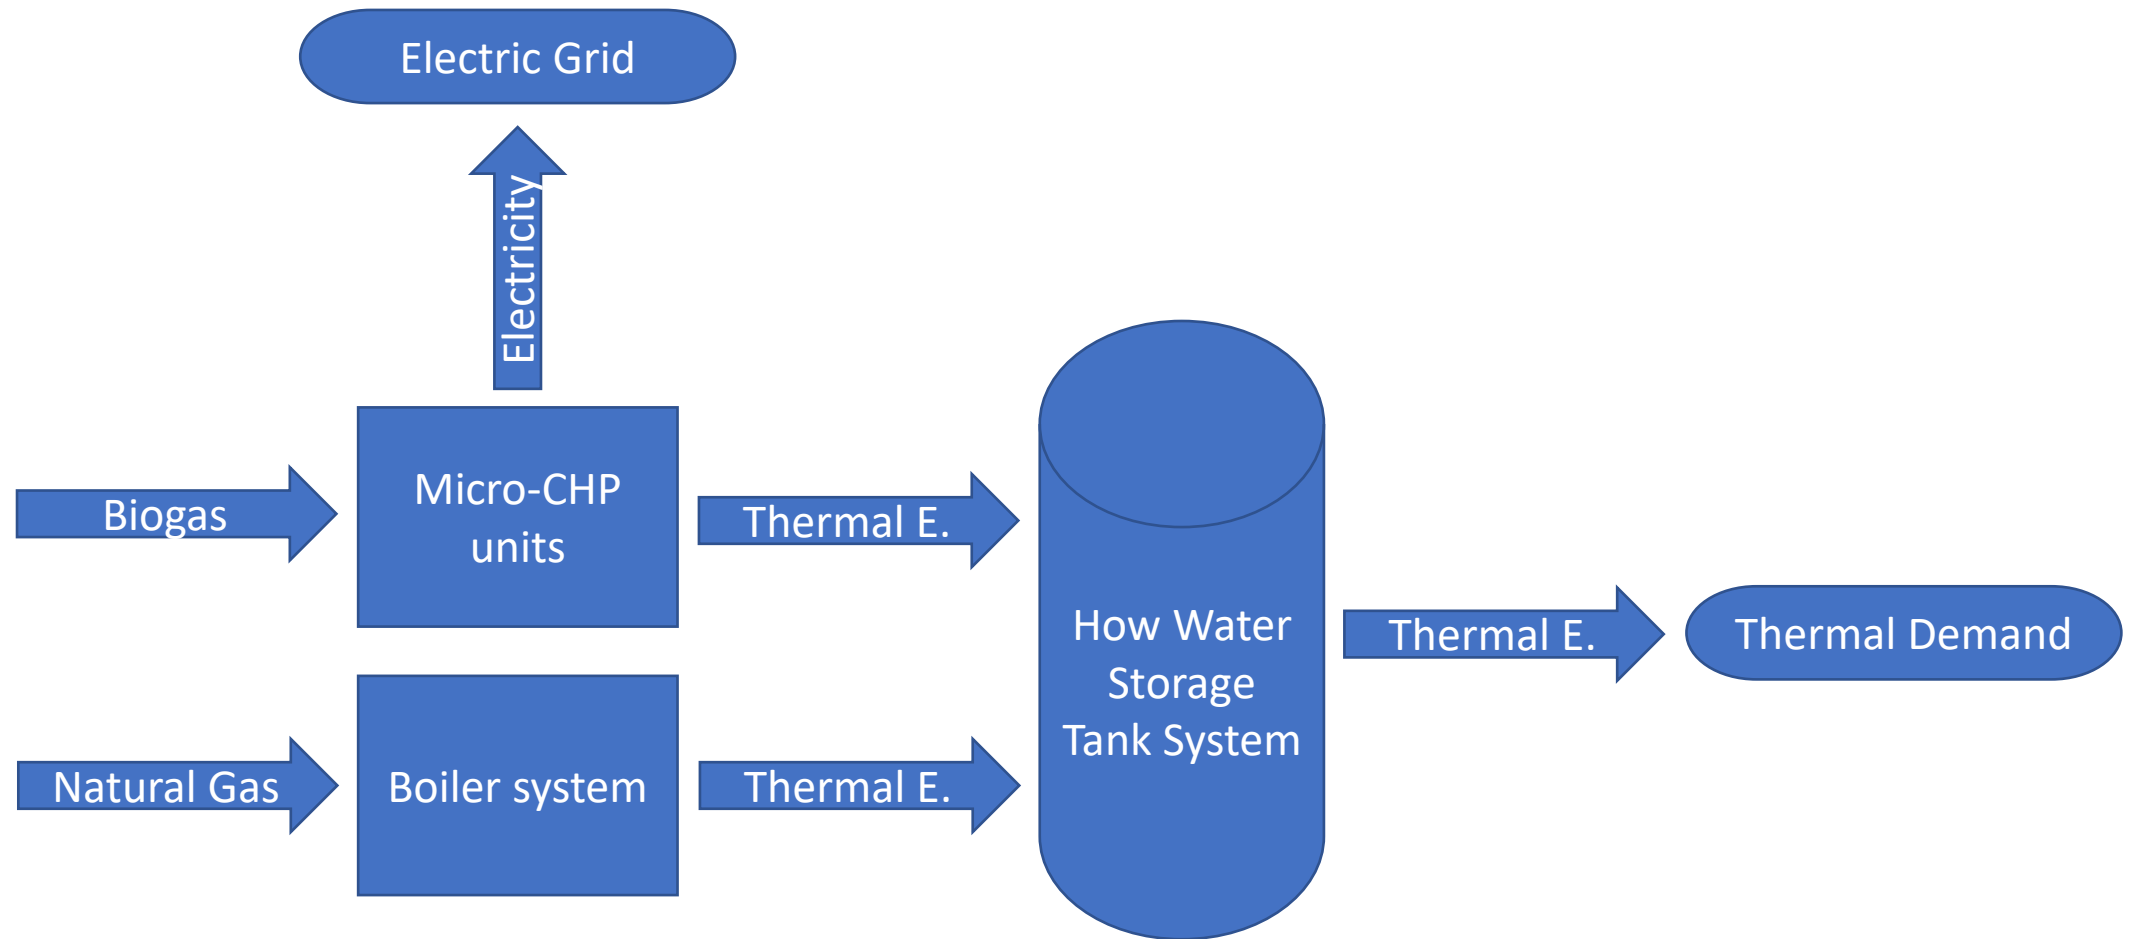 Electric Grid
Electricity
Biogas
Micro-CHP
units
Thermal E.
Natural Gas
Boiler system
Thermal E.
How Water
Storage
Tank System
Thermal E.
Thermal Demand